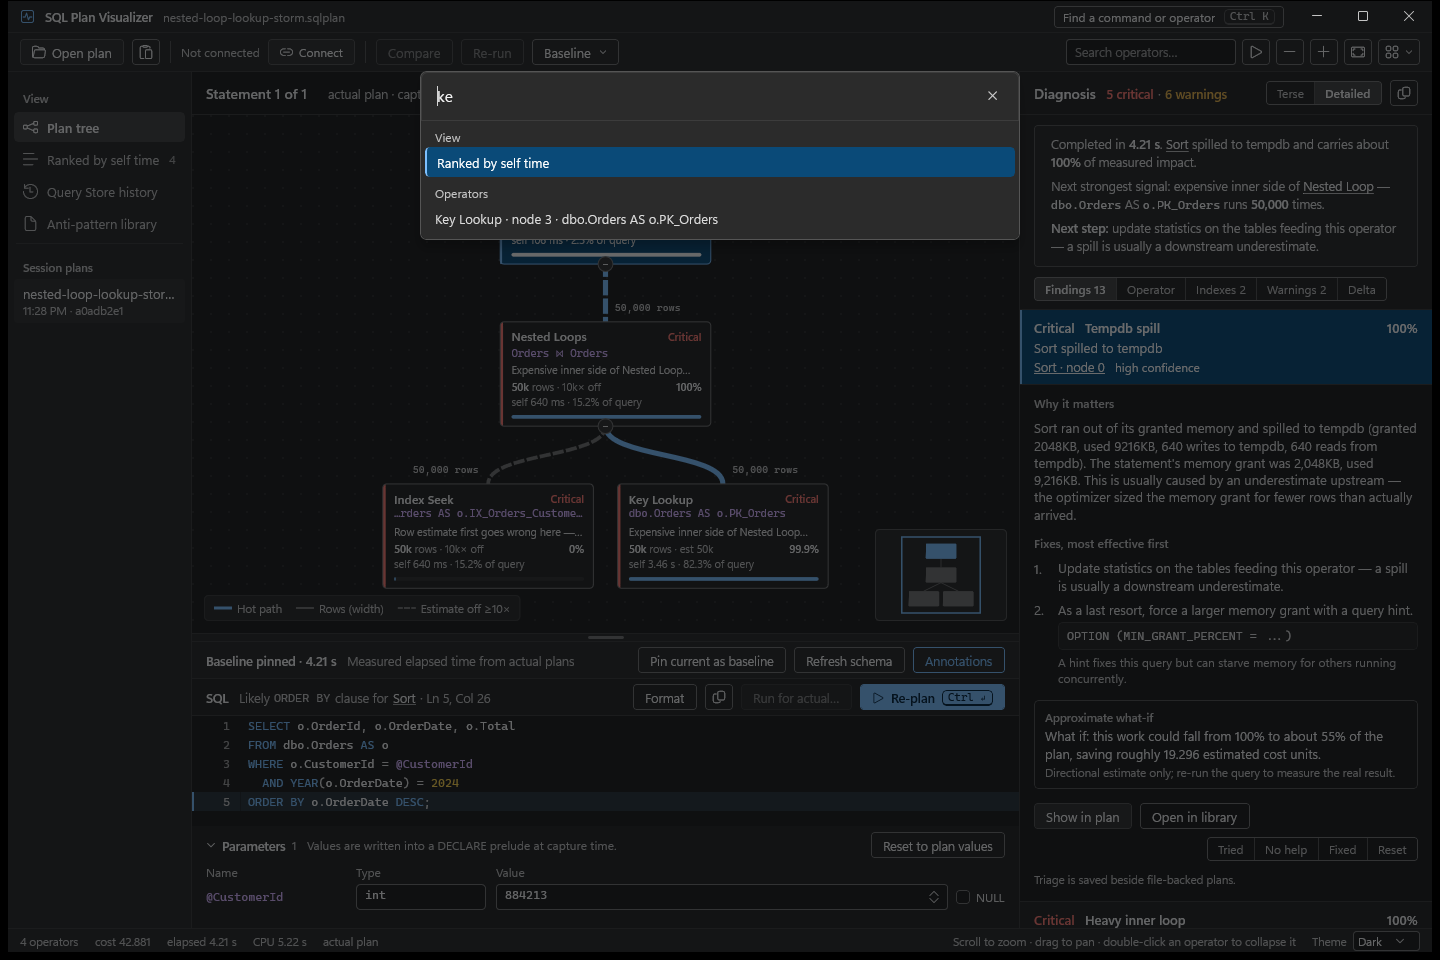 SQL Plan Visualizer nested-loop-lookup-storm.sqlplan
Find a command or operator Ctrl K
Open plan
Not connected
Connect
Compare
Re-run
Baseline
Search operators...
View
Plan tree
Ranked by self time 4
Query Store history
Anti-pattern library
Session plans
nested-loop-lookup-stor...
11:28 PM · a0adb2e1
Statement 1 of 1 actual plan · capt
ke
View
Ranked by self time
Operators
Key Lookup · node 3 · dbo.Orders AS o.PK_Orders
self 106 ms · 2.5% of query
50,000 rows
Nested Loops Critical
Orders ⋈ Orders
Expensive inner side of Nested Loop...
50k rows · 10k× off 100%
self 640 ms · 15.2% of query
50,000 rows
50,000 rows
Index Seek Critical
…rders AS o.IX_Orders_Custome…
Row estimate first goes wrong here —...
50k rows · 10k× off 0%
self 640 ms · 15.2% of query
Key Lookup Critical
dbo.Orders AS o.PK_Orders
Expensive inner side of Nested Loop...
50k rows · est 50k 99.9%
self 3.46 s · 82.3% of query
Hot path
Rows (width)
Estimate off ≥10×
Baseline pinned · 4.21 s Measured elapsed time from actual plans
Pin current as baseline
Refresh schema
Annotations
SQL Likely ORDER BY clause for Sort · Ln 5, Col 26
Format
Run for actual...
Re-plan Ctrl ↲
1 SELECT o.OrderId, o.OrderDate, o.Total
2 FROM dbo.Orders AS o
3 WHERE o.CustomerId = @CustomerId
4 AND YEAR(o.OrderDate) = 2024
5 ORDER BY o.OrderDate DESC;
Parameters 1 Values are written into a DECLARE prelude at capture time.
Reset to plan values
Name Type Value
@CustomerId int 884213 NULL
Diagnosis 5 critical · 6 warnings
Terse Detailed
Completed in 4.21 s. Sort spilled to tempdb and carries about
100% of measured impact.
Next strongest signal: expensive inner side of Nested Loop —
dbo.Orders AS o.PK_Orders runs 50,000 times.
Next step: update statistics on the tables feeding this operator
— a spill is usually a downstream underestimate.
Findings 13 Operator Indexes 2 Warnings 2 Delta
Critical Tempdb spill 100%
Sort spilled to tempdb
Sort · node 0 high confidence
Why it matters
Sort ran out of its granted memory and spilled to tempdb (granted
2048KB, used 9216KB, 640 writes to tempdb, 640 reads from
tempdb). The statement's memory grant was 2,048KB, used
9,216KB. This is usually caused by an underestimate upstream —
the optimizer sized the memory grant for fewer rows than actually
arrived.
Fixes, most effective first
1. Update statistics on the tables feeding this operator — a spill
is usually a downstream underestimate.
2. As a last resort, force a larger memory grant with a query hint.
OPTION (MIN_GRANT_PERCENT = ...)
A hint fixes this query but can starve memory for others running
concurrently.
Approximate what-if
What if: this work could fall from 100% to about 55% of the
plan, saving roughly 19.296 estimated cost units.
Directional estimate only; re-run the query to measure the real result.
Show in plan
Open in library
Tried No help Fixed Reset
Triage is saved beside file-backed plans.
Critical Heavy inner loop 100%
4 operators cost 42.881 elapsed 4.21 s CPU 5.22 s actual plan
Scroll to zoom · drag to pan · double-click an operator to collapse it Theme Dark